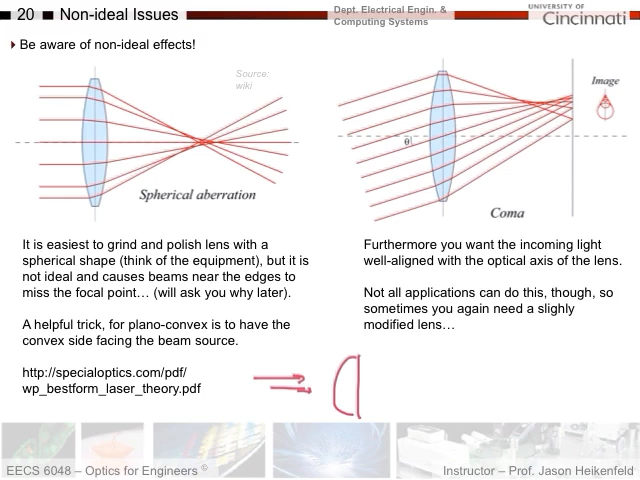 20 Non-ideal Issues
Dept. Electrical Engin. &
Computing Systems
UNIVERSITY OF
Cincinnati
Be aware of non-ideal effects!
Source:
wiki
Spherical aberration
Image
θ
Coma
It is easiest to grind and polish lens with a
spherical shape (think of the equipment), but it is
not ideal and causes beams near the edges to
miss the focal point… (will ask you why later).
A helpful trick, for plano-convex is to have the
convex side facing the beam source.
http://specialoptics.com/pdf/
wp_bestform_laser_theory.pdf
Furthermore you want the incoming light
well-aligned with the optical axis of the lens.
Not all applications can do this, though, so
sometimes you again need a slighly
modified lens…
EECS 6048 – Optics for Engineers ©
Instructor – Prof. Jason Heikenfeld